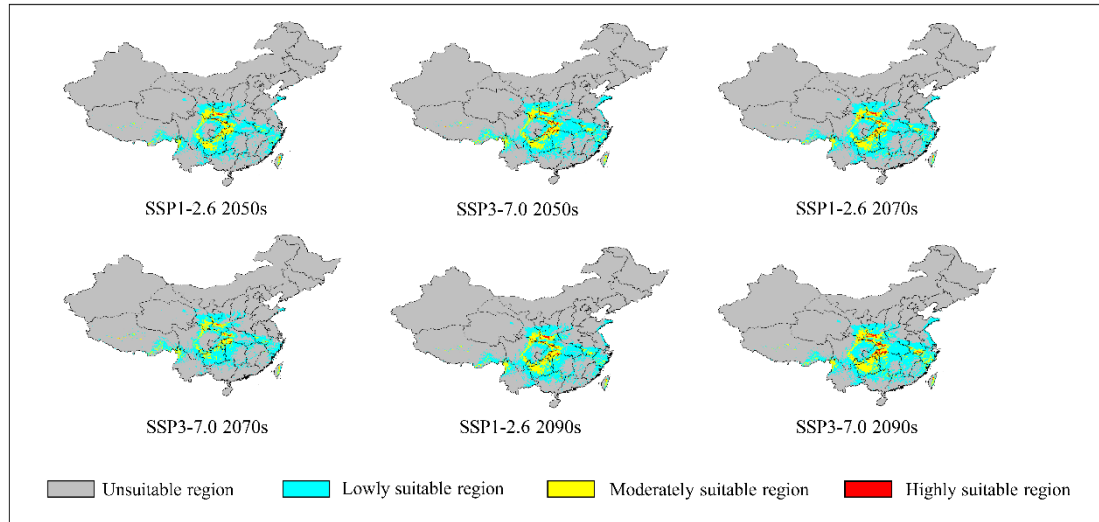 SSP1-2.6 2050s
SSP3-7.0 2050s
SSP1-2.6 2070s
SSP3-7.0 2070s
SSP1-2.6 2090s
SSP3-7.0 2090s
Unsuitable region
Lowly suitable region
Moderately suitable region
Highly suitable region